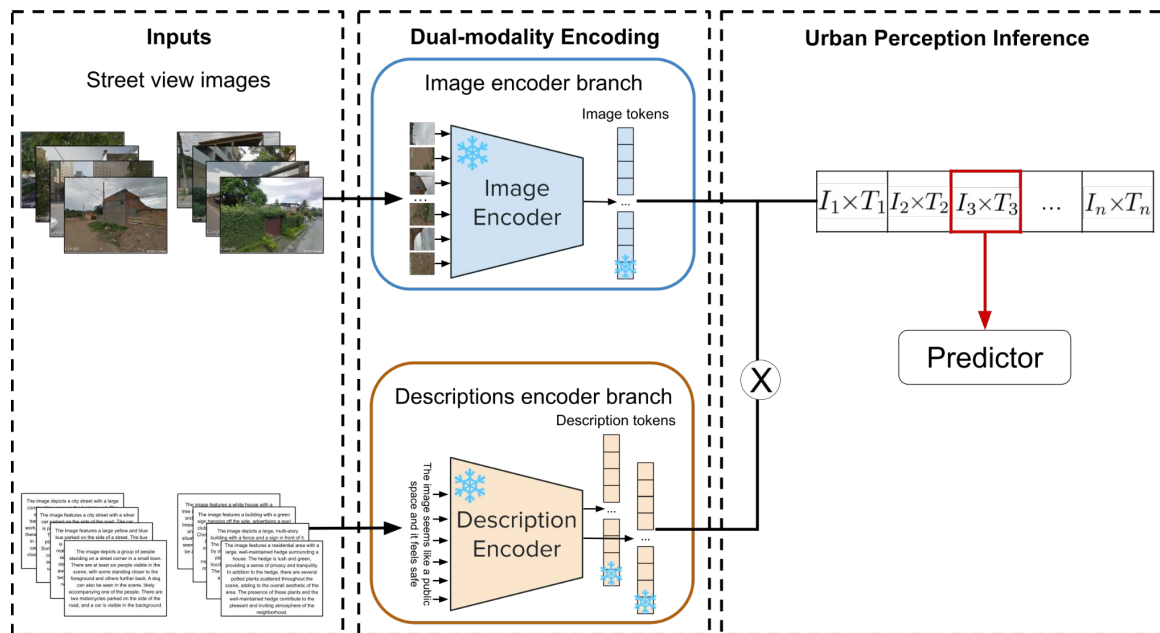 Inputs
Dual-modality Encoding
Urban Perception Inference
Street view images
Image encoder branch
Image tokens
Image
Encoder
...
...
I₁×T₁
I₂×T₂
I₃×T₃
...
Iₙ×Tₙ
Predictor
X
Descriptions encoder branch
Description tokens
The image seems like a public
space and it feels safe
Description
Encoder
...
...
The image depicts a city street with a large
The image features a city street with a silver
car parked on the side of the road. The car
The image features a large yellow and blue
bus parked on the side of the street. The bus
The image depicts a group of people
standing on a street corner in a small town.
There are at least six people visible in the
scene, with some standing closer to the
foreground and others further back. A dog
can also be seen in the scene, likely
accompanying one of the people. There are
two motorcycles parked on the side of the
road, and a car is visible in the background.
The image features a white house with a
The image features a building with a green
sign hanging off the side, advertising a pool
The image depicts a large, multi-story
building with a fence and a sign in front of it.
The image features a residential area with a
large, well-maintained hedge surrounding a
house. The hedge is lush and green,
providing a sense of privacy and tranquility.
In addition to the hedge, there are several
potted plants scattered throughout the
scene, adding to the overall aesthetic of the
area. The presence of these plants and the
well-maintained hedge contribute to the
pleasant and inviting atmosphere of the
neighborhood.